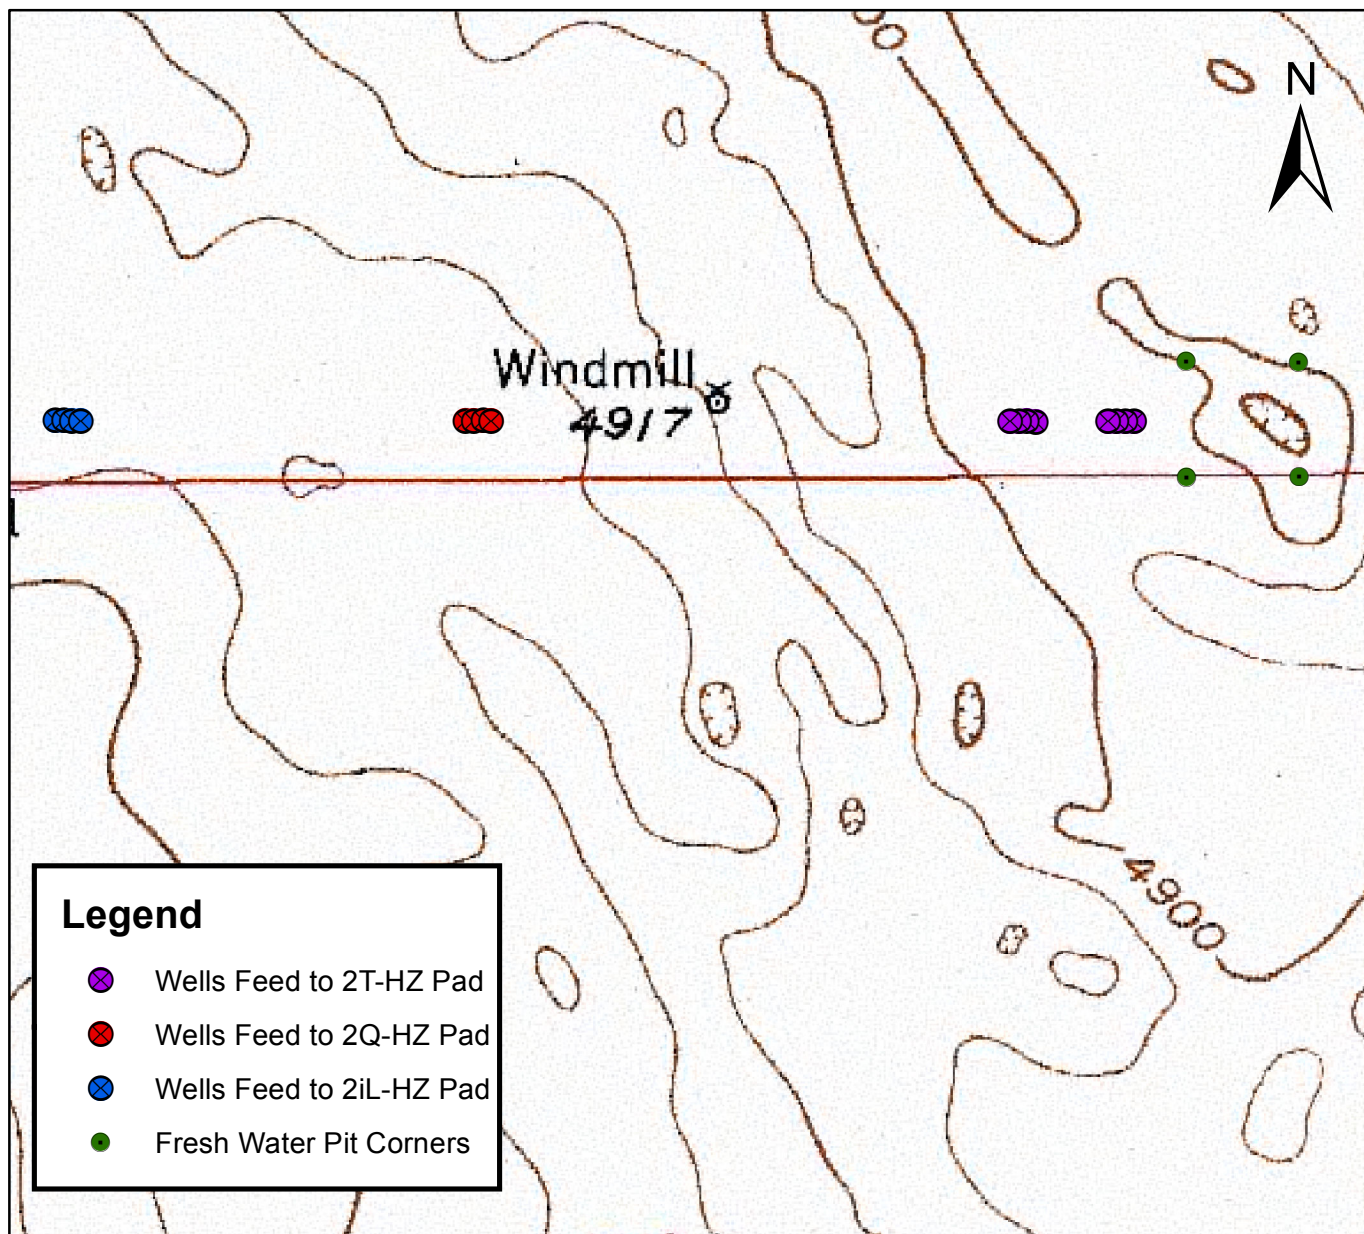 N
Windmill
4917
4900
Legend
Wells Feed to 2T-HZ Pad
Wells Feed to 2Q-HZ Pad
Wells Feed to 2iL-HZ Pad
Fresh Water Pit Corners